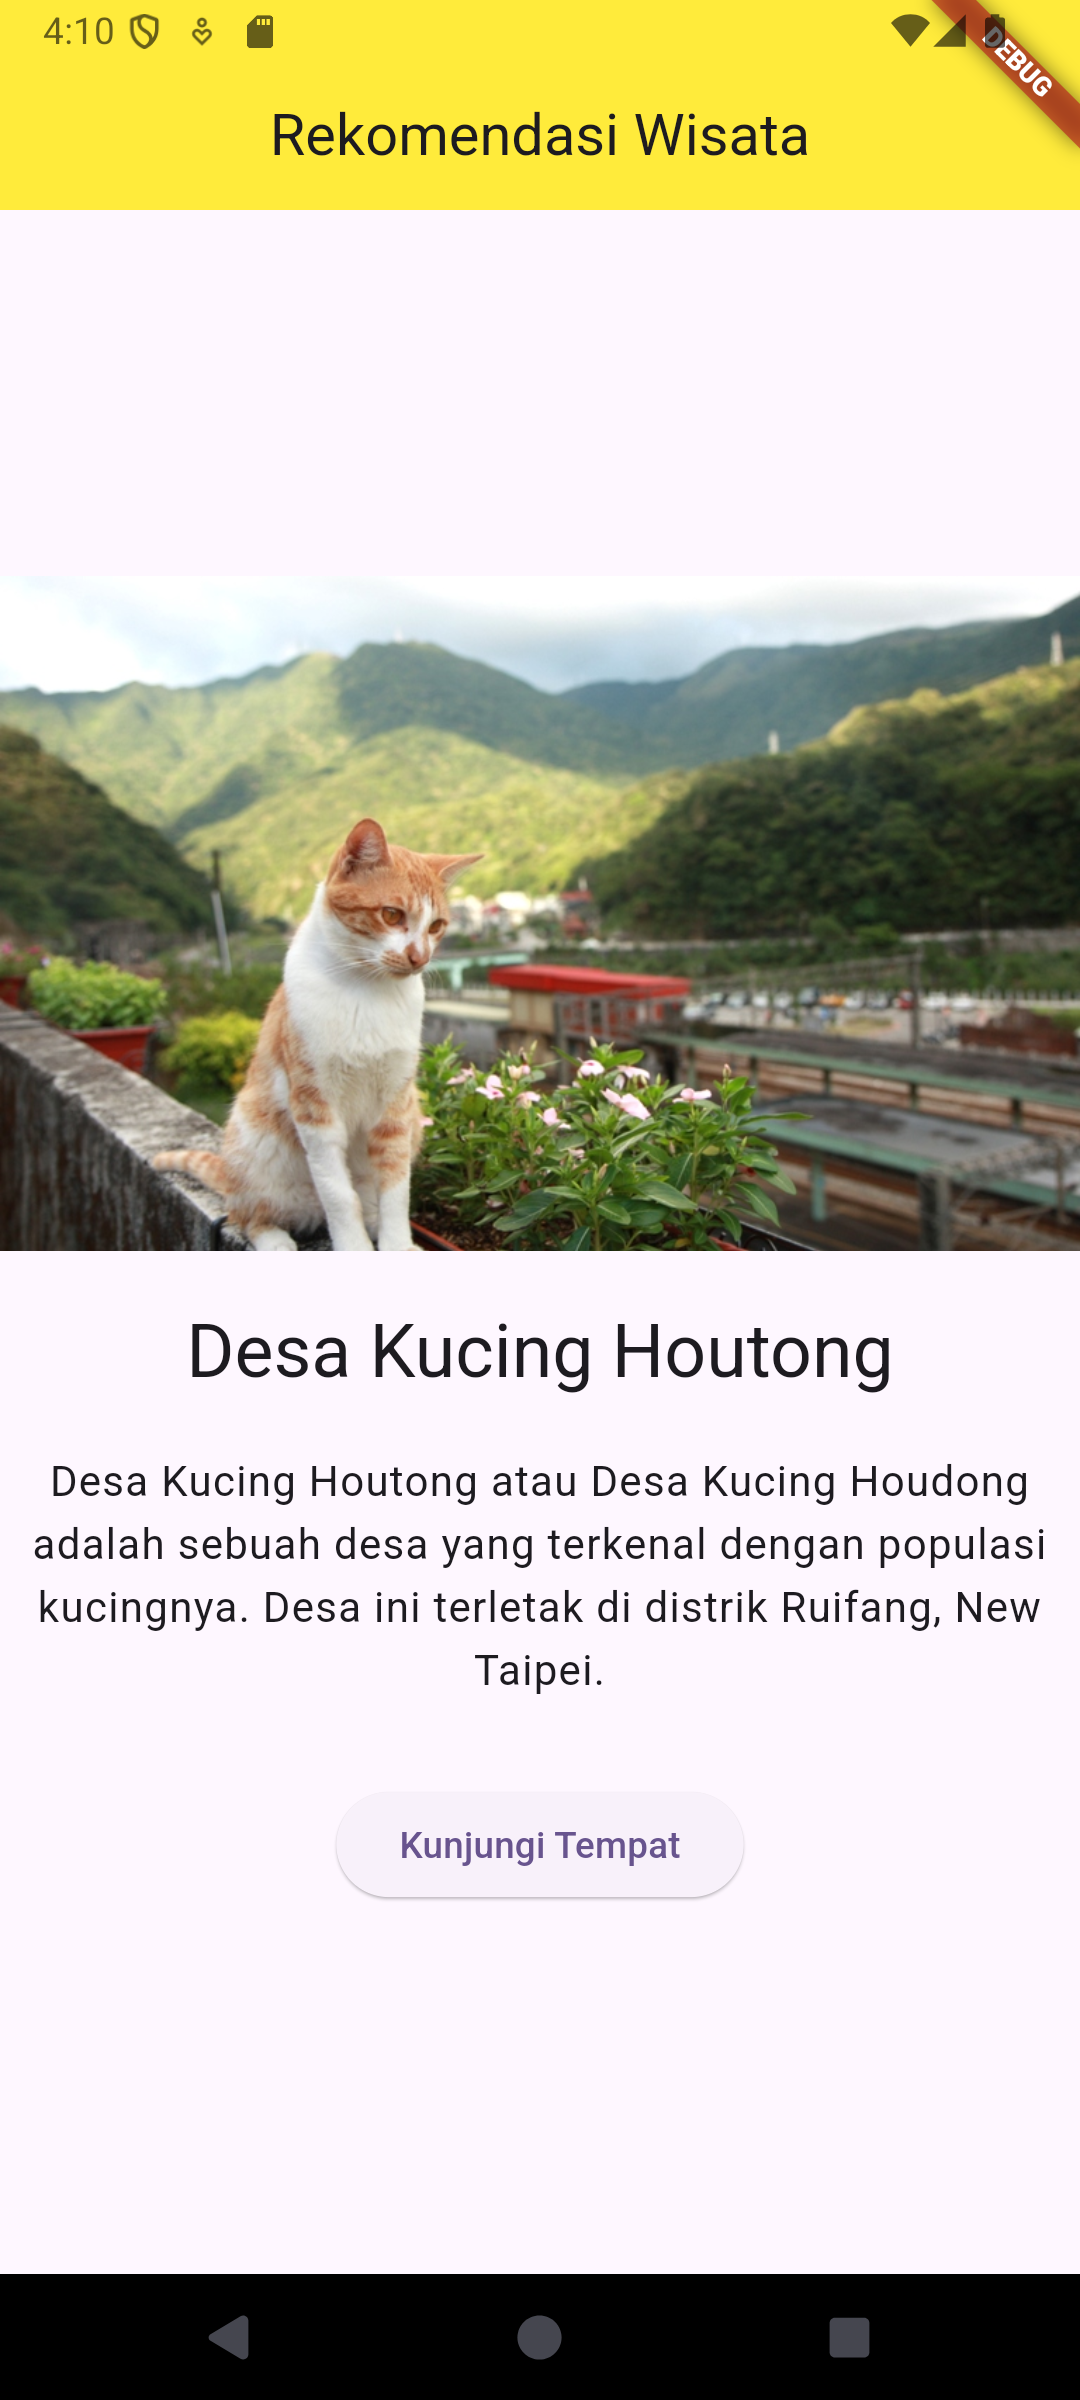 4:10
DEBUG
Rekomendasi Wisata
Desa Kucing Houtong
Desa Kucing Houtong atau Desa Kucing Houdong
adalah sebuah desa yang terkenal dengan populasi
kucingnya. Desa ini terletak di distrik Ruifang, New
Taipei.
Kunjungi Tempat